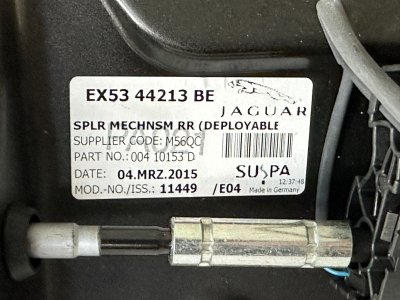 EX53 44213 BE
JAGUAR
SPLR MECHNSM RR (DEPLOYABLE
SUPPLIER CODE: M56QC
PART NO.:004 10153 D
DATE: 04.MRZ.2015
SUSPA
12:37:48
MOD.-NO./ISS.: 11449 /E04
Made in Germany